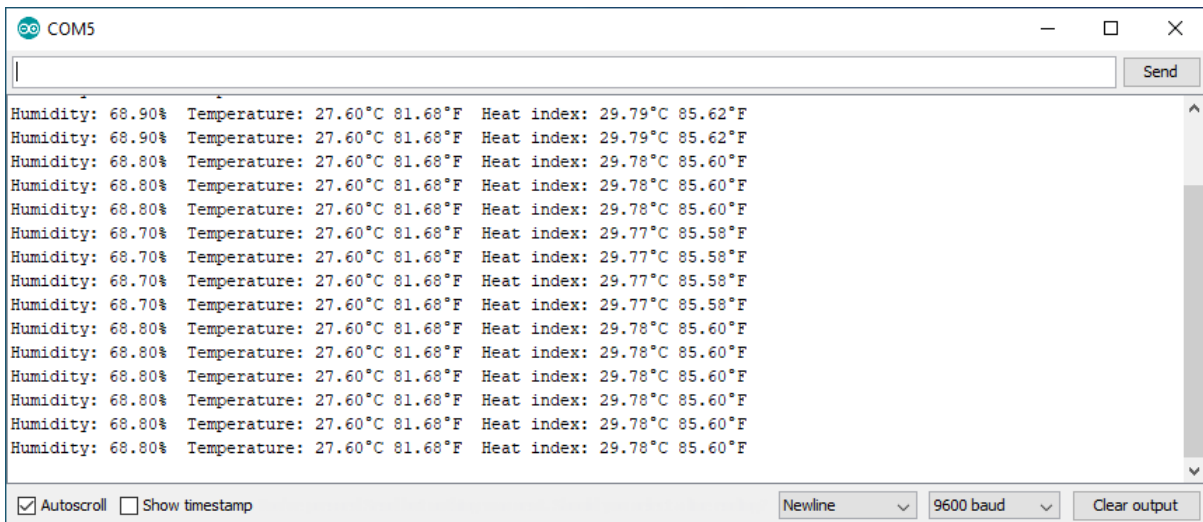 COM5
Send
Humidity: 68.90%  Temperature: 27.60°C 81.68°F  Heat index: 29.79°C 85.62°F
Humidity: 68.90%  Temperature: 27.60°C 81.68°F  Heat index: 29.79°C 85.62°F
Humidity: 68.80%  Temperature: 27.60°C 81.68°F  Heat index: 29.78°C 85.60°F
Humidity: 68.80%  Temperature: 27.60°C 81.68°F  Heat index: 29.78°C 85.60°F
Humidity: 68.80%  Temperature: 27.60°C 81.68°F  Heat index: 29.78°C 85.60°F
Humidity: 68.70%  Temperature: 27.60°C 81.68°F  Heat index: 29.77°C 85.58°F
Humidity: 68.70%  Temperature: 27.60°C 81.68°F  Heat index: 29.77°C 85.58°F
Humidity: 68.70%  Temperature: 27.60°C 81.68°F  Heat index: 29.77°C 85.58°F
Humidity: 68.70%  Temperature: 27.60°C 81.68°F  Heat index: 29.77°C 85.58°F
Humidity: 68.80%  Temperature: 27.60°C 81.68°F  Heat index: 29.78°C 85.60°F
Humidity: 68.80%  Temperature: 27.60°C 81.68°F  Heat index: 29.78°C 85.60°F
Humidity: 68.80%  Temperature: 27.60°C 81.68°F  Heat index: 29.78°C 85.60°F
Humidity: 68.80%  Temperature: 27.60°C 81.68°F  Heat index: 29.78°C 85.60°F
Humidity: 68.80%  Temperature: 27.60°C 81.68°F  Heat index: 29.78°C 85.60°F
Humidity: 68.80%  Temperature: 27.60°C 81.68°F  Heat index: 29.78°C 85.60°F
Autoscroll Show timestamp Newline 9600 baud Clear output